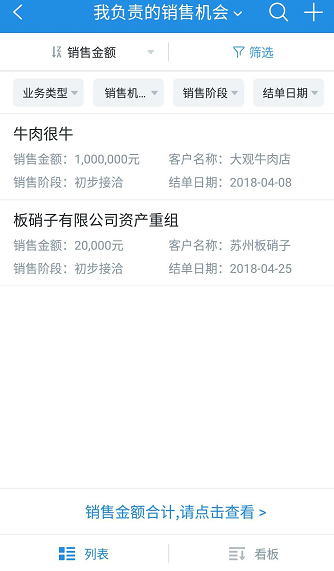 我负责的销售机会
销售金额 筛选
业务类型 销售机... 销售阶段 结单日期
牛肉很牛
销售金额：1,000,000元 客户名称：大观牛肉店
销售阶段：初步接洽 结单日期：2018-04-08
板硝子有限公司资产重组
销售金额：20,000元 客户名称：苏州板硝子
销售阶段：初步接洽 结单日期：2018-04-25
销售金额合计,请点击查看 >
列表 看板